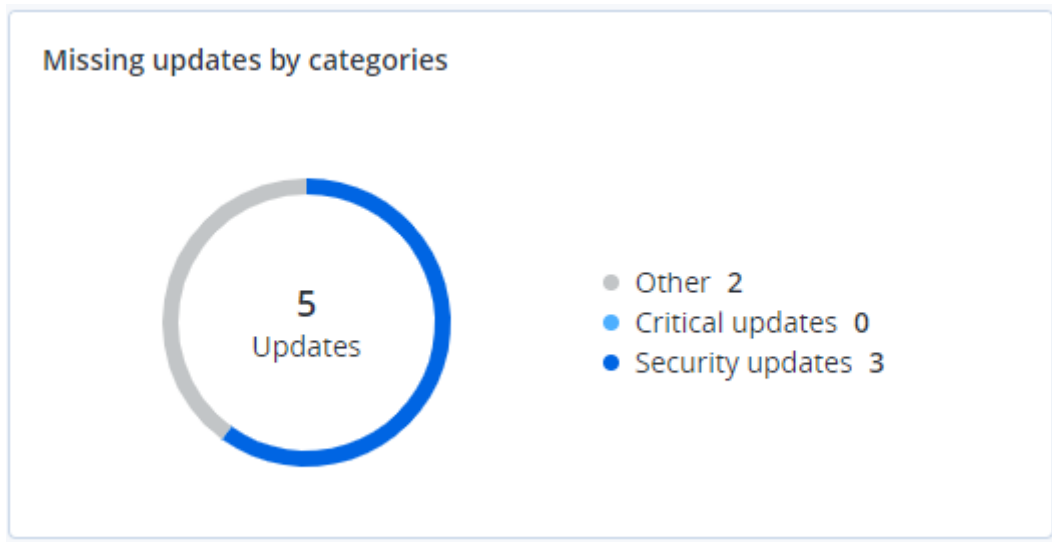 Missing updates by categories
5
Updates
Other 2
Critical updates 0
Security updates 3